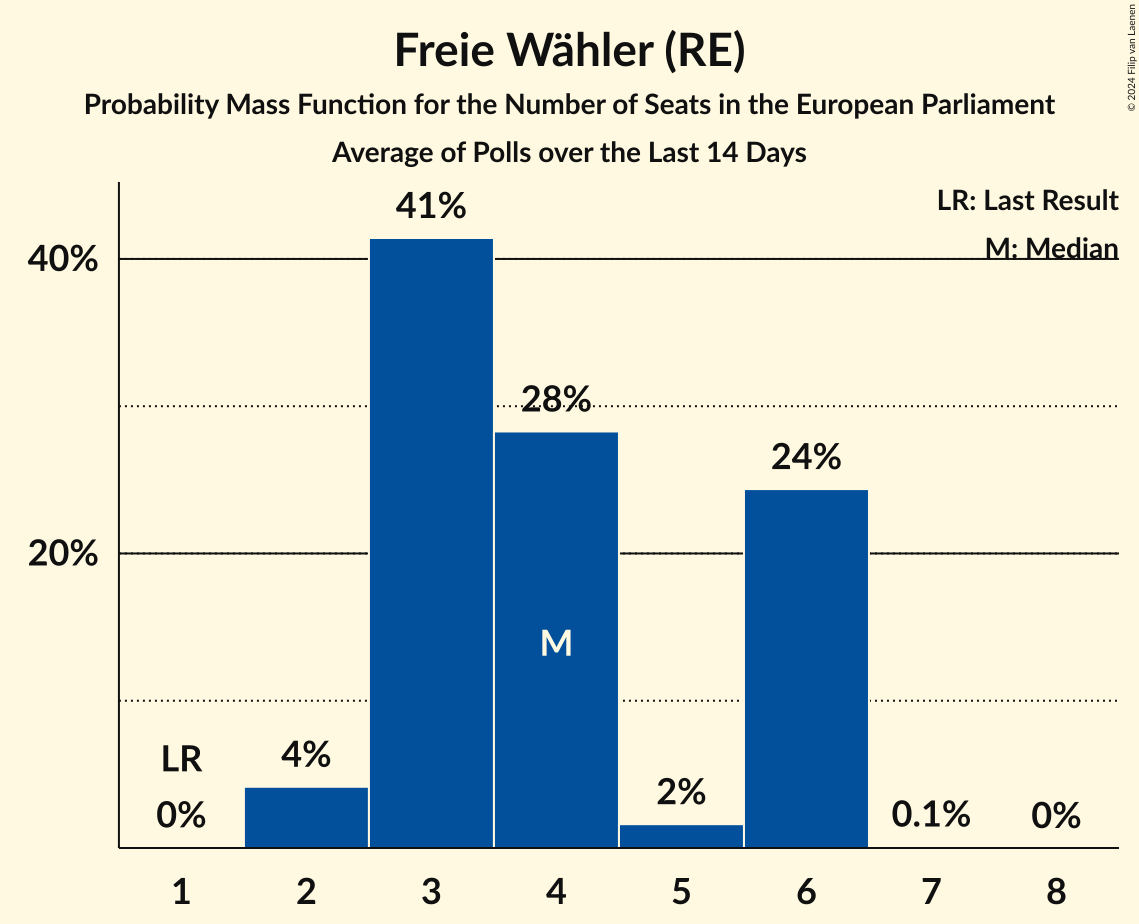 Freie Wähler (RE)
Probability Mass Function for the Number of Seats in the European Parliament
Average of Polls over the Last 14 Days
© 2024 Filip van Laenen
LR: Last Result
M: Median
40%
20%
41%
28%
24%
M
LR
0%
4%
2%
0.1%
0%
1 2 3 4 5 6 7 8